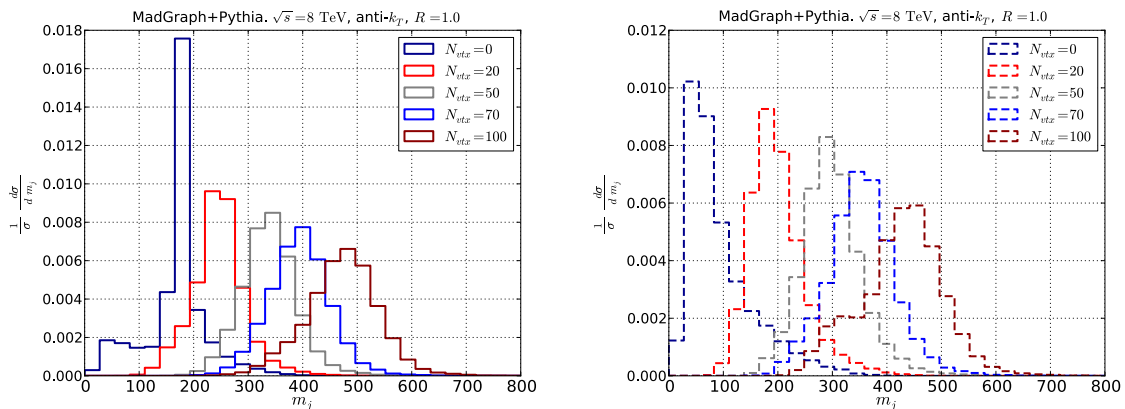 MadGraph+Pythia. √s =8 TeV, anti-k_T, R =1.0
0.018
0.016
0.014
0.012
0.010
0.008
0.006
0.004
0.002
0.000
1/σ dσ/d m_j
N_vtx=0
N_vtx=20
N_vtx=50
N_vtx=70
N_vtx=100
0 100 200 300 400 500 600 700 800
m_j
MadGraph+Pythia. √s =8 TeV, anti-k_T, R =1.0
0.012
0.010
0.008
0.006
0.004
0.002
0.000
1/σ dσ/d m_j
N_vtx=0
N_vtx=20
N_vtx=50
N_vtx=70
N_vtx=100
0 100 200 300 400 500 600 700 800
m_j